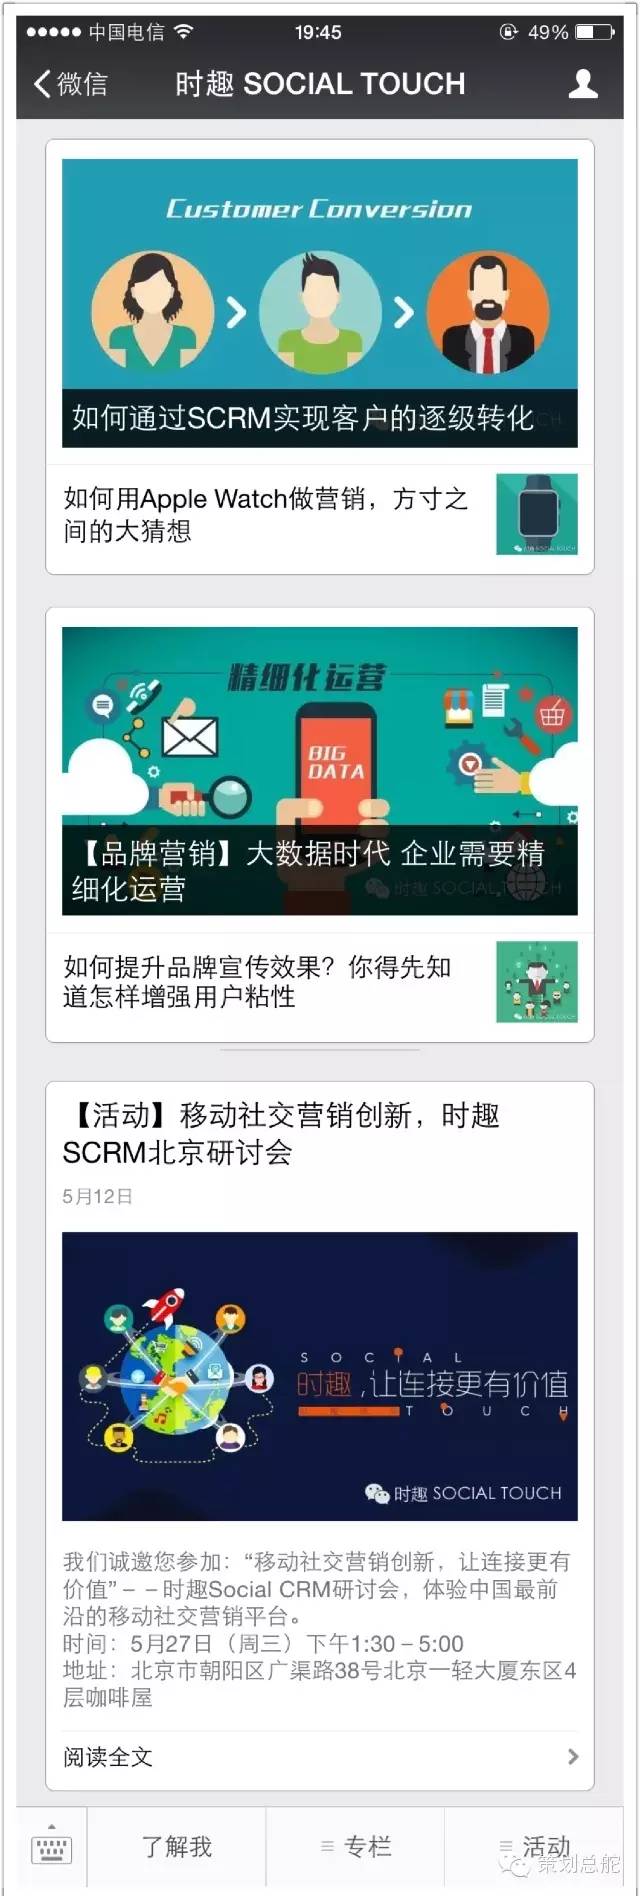 中国电信 19:45 49%
微信 时趣 SOCIAL TOUCH
Customer Conversion
如何通过SCRM实现客户的逐级转化
如何用Apple Watch做营销，方寸之
间的大猜想
时趣 SOCIAL TOUCH
精细化运营
BIG
DATA
【品牌营销】大数据时代 企业需要精
细化运营
时趣 SOCIAL TOUCH
如何提升品牌宣传效果？你得先知
道怎样增强用户粘性
时趣 SOCIAL TOUCH
【活动】移动社交营销创新，时趣
SCRM北京研讨会
5月12日
SOCIAL
时趣,让连接更有价值
TOUCH
时趣 SOCIAL TOUCH
我们诚邀您参加：“移动社交营销创新，让连接更有
价值”－－时趣Social CRM研讨会，体验中国最前
沿的移动社交营销平台。
时间：5月27日（周三）下午1:30－5:00
地址：北京市朝阳区广渠路38号北京一轻大厦东区4
层咖啡屋
阅读全文
了解我 专栏 活动
策划总舵